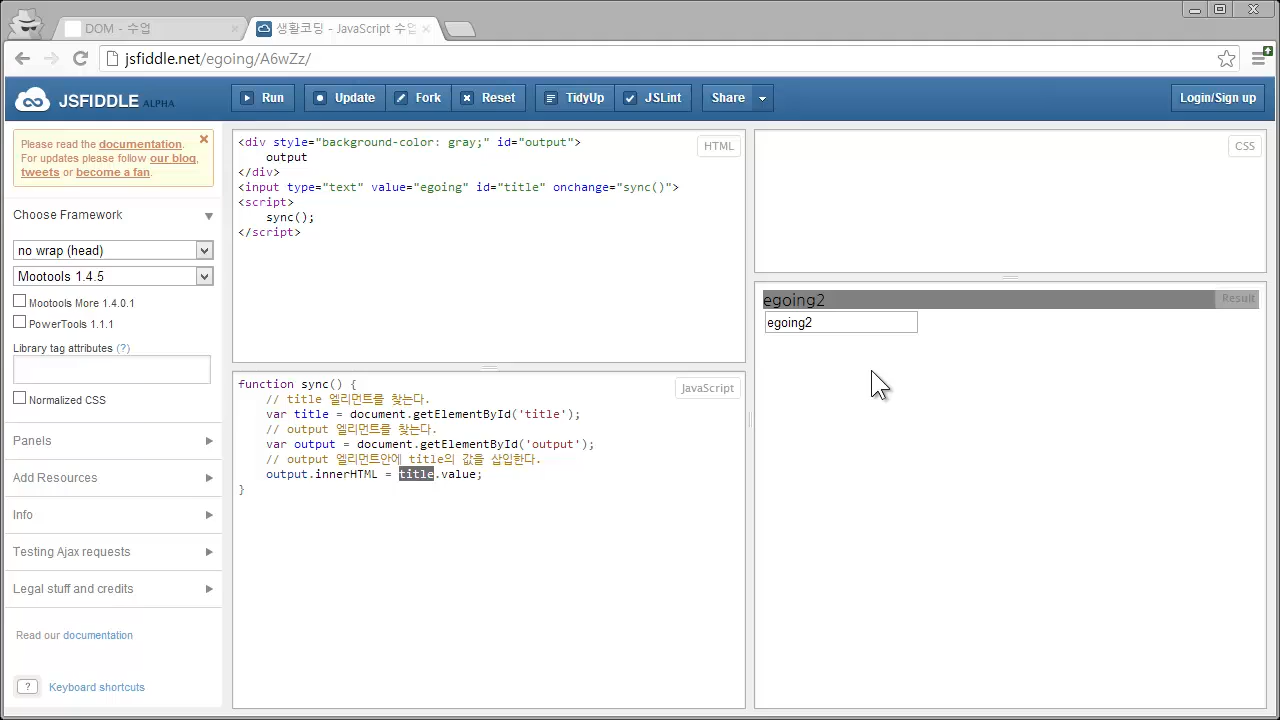 DOM - 수업
생활코딩 - JavaScript 수업
jsfiddle.net/egoing/A6wZz/
JSFIDDLE ALPHA
Run
Update
Fork
Reset
TidyUp
JSLint
Share
Login/Sign up
Please read the documentation.
For updates please follow our blog,
tweets or become a fan.
Choose Framework
no wrap (head)
Mootools 1.4.5
Mootools More 1.4.0.1
PowerTools 1.1.1
Library tag attributes (?)
Normalized CSS
Panels
Add Resources
Info
Testing Ajax requests
Legal stuff and credits
Read our documentation
? Keyboard shortcuts
HTML
<div style="background-color: gray;" id="output">
output
</div>
<input type="text" value="egoing" id="title" onchange="sync()">
<script>
sync();
</script>
JavaScript
function sync() {
// title 엘리먼트를 찾는다.
var title = document.getElementById('title');
// output 엘리먼트를 찾는다.
var output = document.getElementById('output');
// output 엘리먼트안에 title의 값을 삽입한다.
output.innerHTML = title.value;
}
CSS
egoing2
Result
egoing2